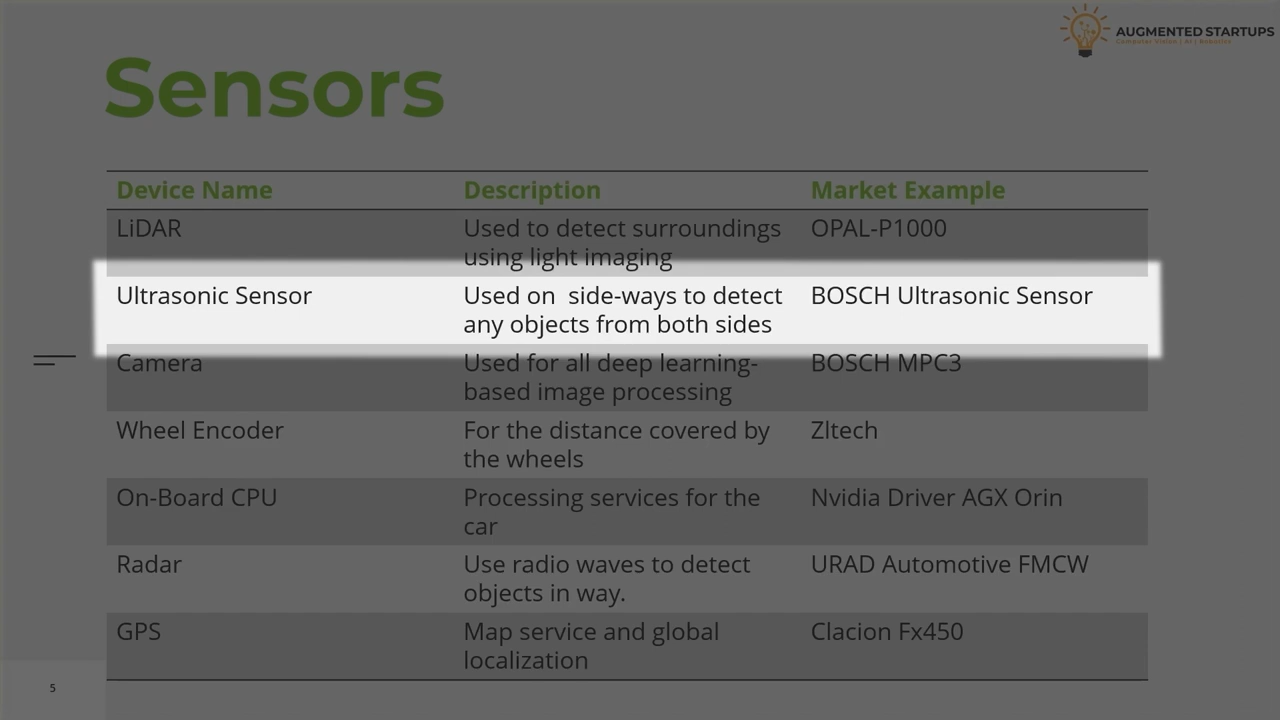 AUGMENTED STARTUPS
Computer Vision | AI | Robotics
Sensors
Device Name Description Market Example
LiDAR Used to detect surroundings OPAL-P1000
using light imaging
Ultrasonic Sensor Used on side-ways to detect BOSCH Ultrasonic Sensor
any objects from both sides
Camera Used for all deep learning- BOSCH MPC3
based image processing
Wheel Encoder For the distance covered by Zltech
the wheels
On-Board CPU Processing services for the Nvidia Driver AGX Orin
car
Radar Use radio waves to detect URAD Automotive FMCW
objects in way.
GPS Map service and global Clacion Fx450
localization
5